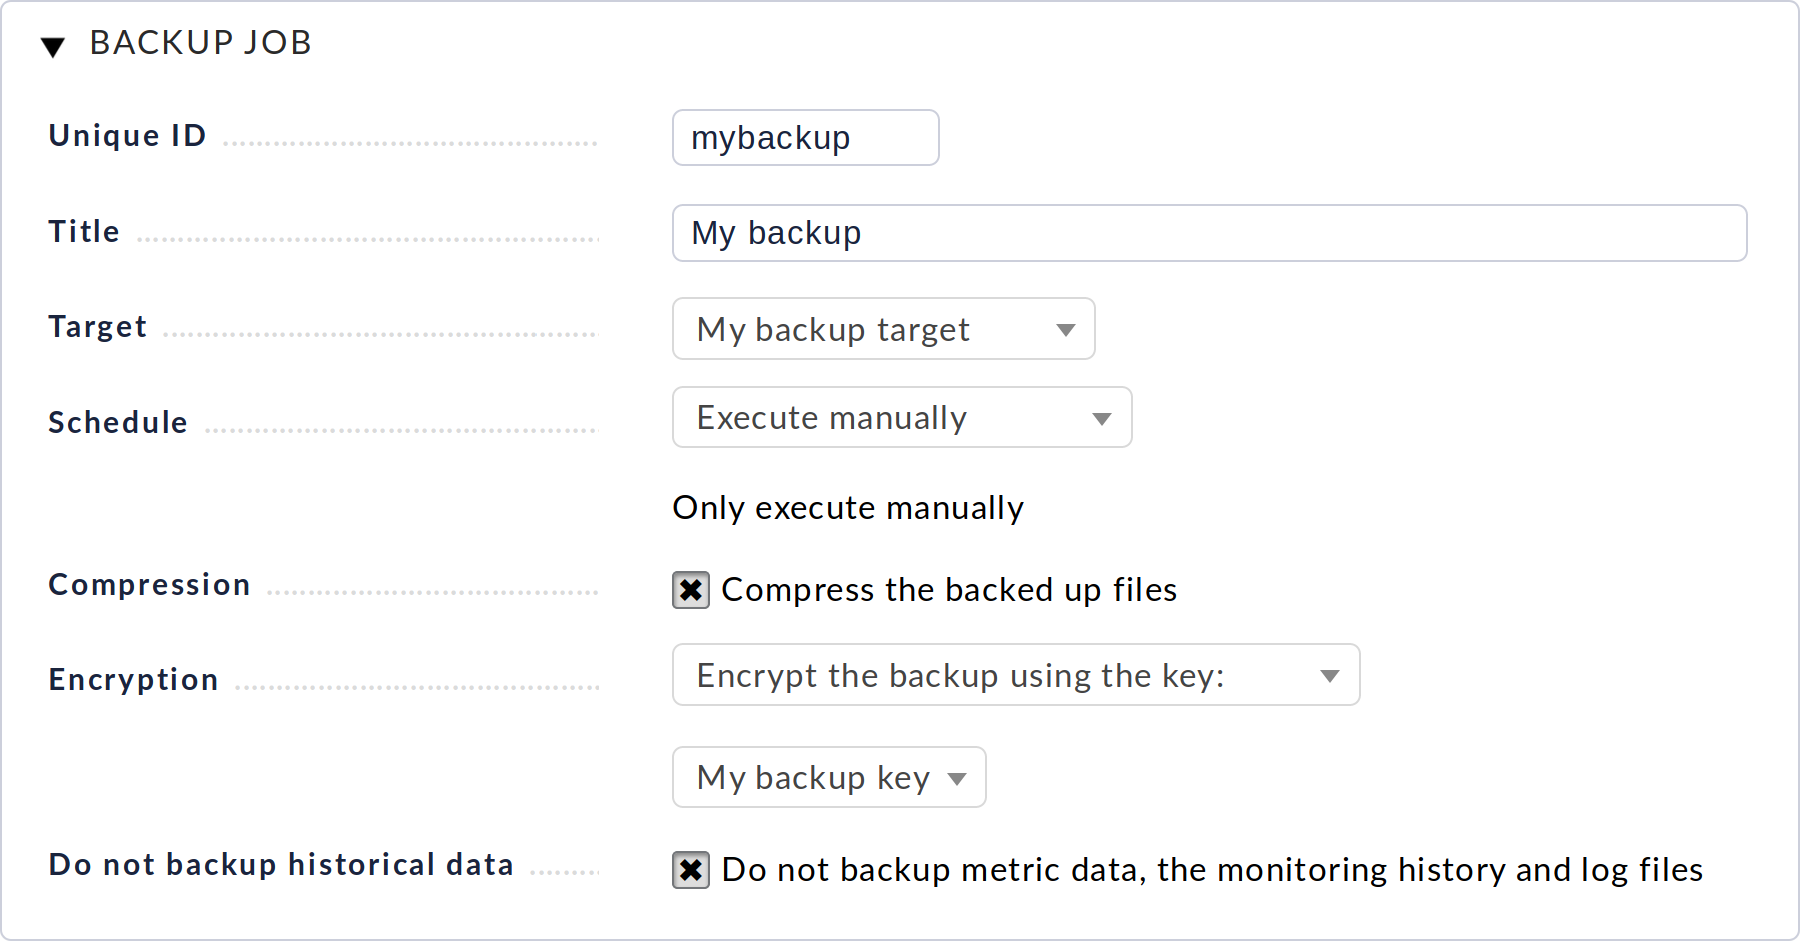 BACKUP JOB
Unique ID mybackup
Title My backup
Target My backup target
Schedule Execute manually
Only execute manually
Compression Compress the backed up files
Encryption Encrypt the backup using the key:
My backup key
Do not backup historical data Do not backup metric data, the monitoring history and log files